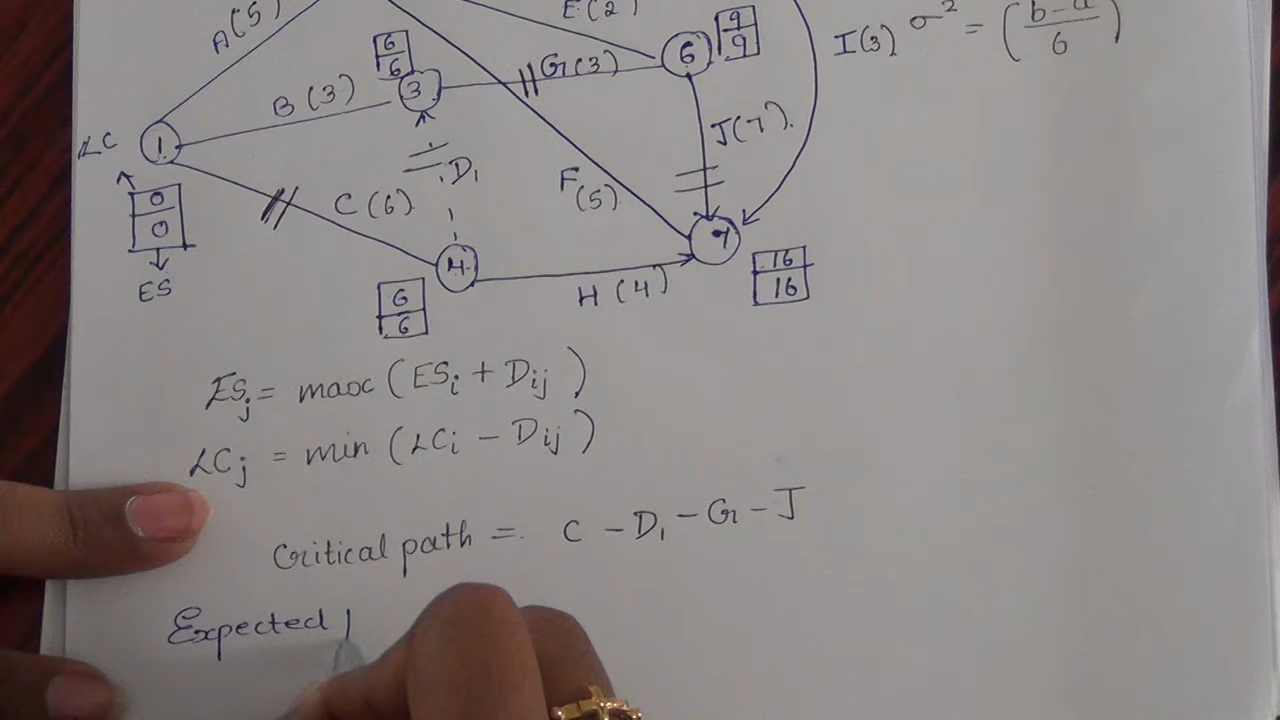 A(5)
E(2)
I(3) σ² = (b-a/6)
9
9
6
6
6
G(3)
B(3)
3
LC
1
J(7).
D₁
F(5)
C(6)
0
0
4
7
ES
H(4)
16
16
6
6
ESj = max(ESi + Dij)
LCj = min(LCi - Dij)
Critical path = C - D₁ - G - J
Expected